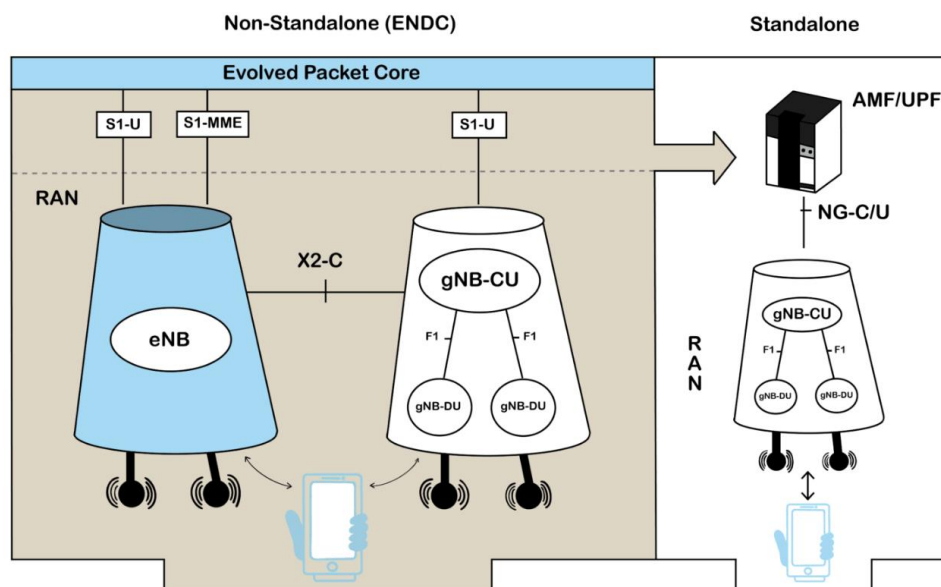 Non-Standalone (ENDC)
Standalone
Evolved Packet Core
S1-U
S1-MME
S1-U
AMF/UPF
RAN
NG-C/U
X2-C
gNB-CU
eNB
F1
F1
gNB-DU
gNB-DU
gNB-CU
R
A
N
F1
F1
gNB-DU
gNB-DU